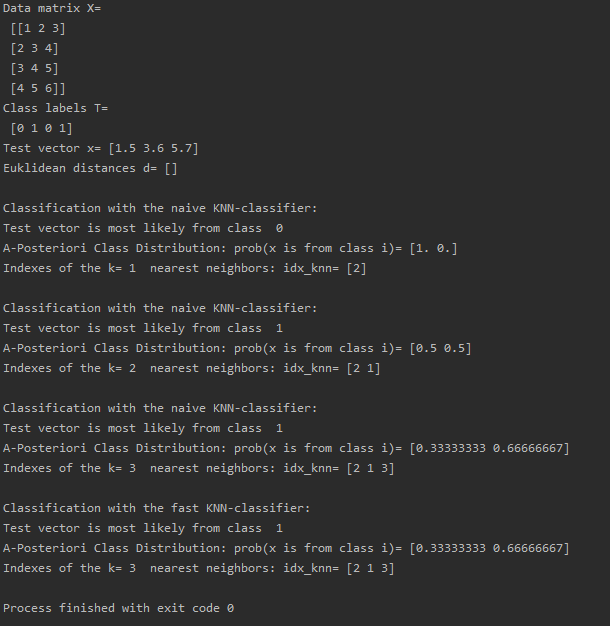 Data matrix X=
 [[1 2 3]
 [2 3 4]
 [3 4 5]
 [4 5 6]]
Class labels T=
 [0 1 0 1]
Test vector x= [1.5 3.6 5.7]
Euklidean distances d= []

Classification with the naive KNN-classifier:
Test vector is most likely from class  0
A-Posteriori Class Distribution: prob(x is from class i)= [1. 0.]
Indexes of the k= 1  nearest neighbors: idx_knn= [2]

Classification with the naive KNN-classifier:
Test vector is most likely from class  1
A-Posteriori Class Distribution: prob(x is from class i)= [0.5 0.5]
Indexes of the k= 2  nearest neighbors: idx_knn= [2 1]

Classification with the naive KNN-classifier:
Test vector is most likely from class  1
A-Posteriori Class Distribution: prob(x is from class i)= [0.33333333 0.66666667]
Indexes of the k= 3  nearest neighbors: idx_knn= [2 1 3]

Classification with the fast KNN-classifier:
Test vector is most likely from class  1
A-Posteriori Class Distribution: prob(x is from class i)= [0.33333333 0.66666667]
Indexes of the k= 3  nearest neighbors: idx_knn= [2 1 3]

Process finished with exit code 0